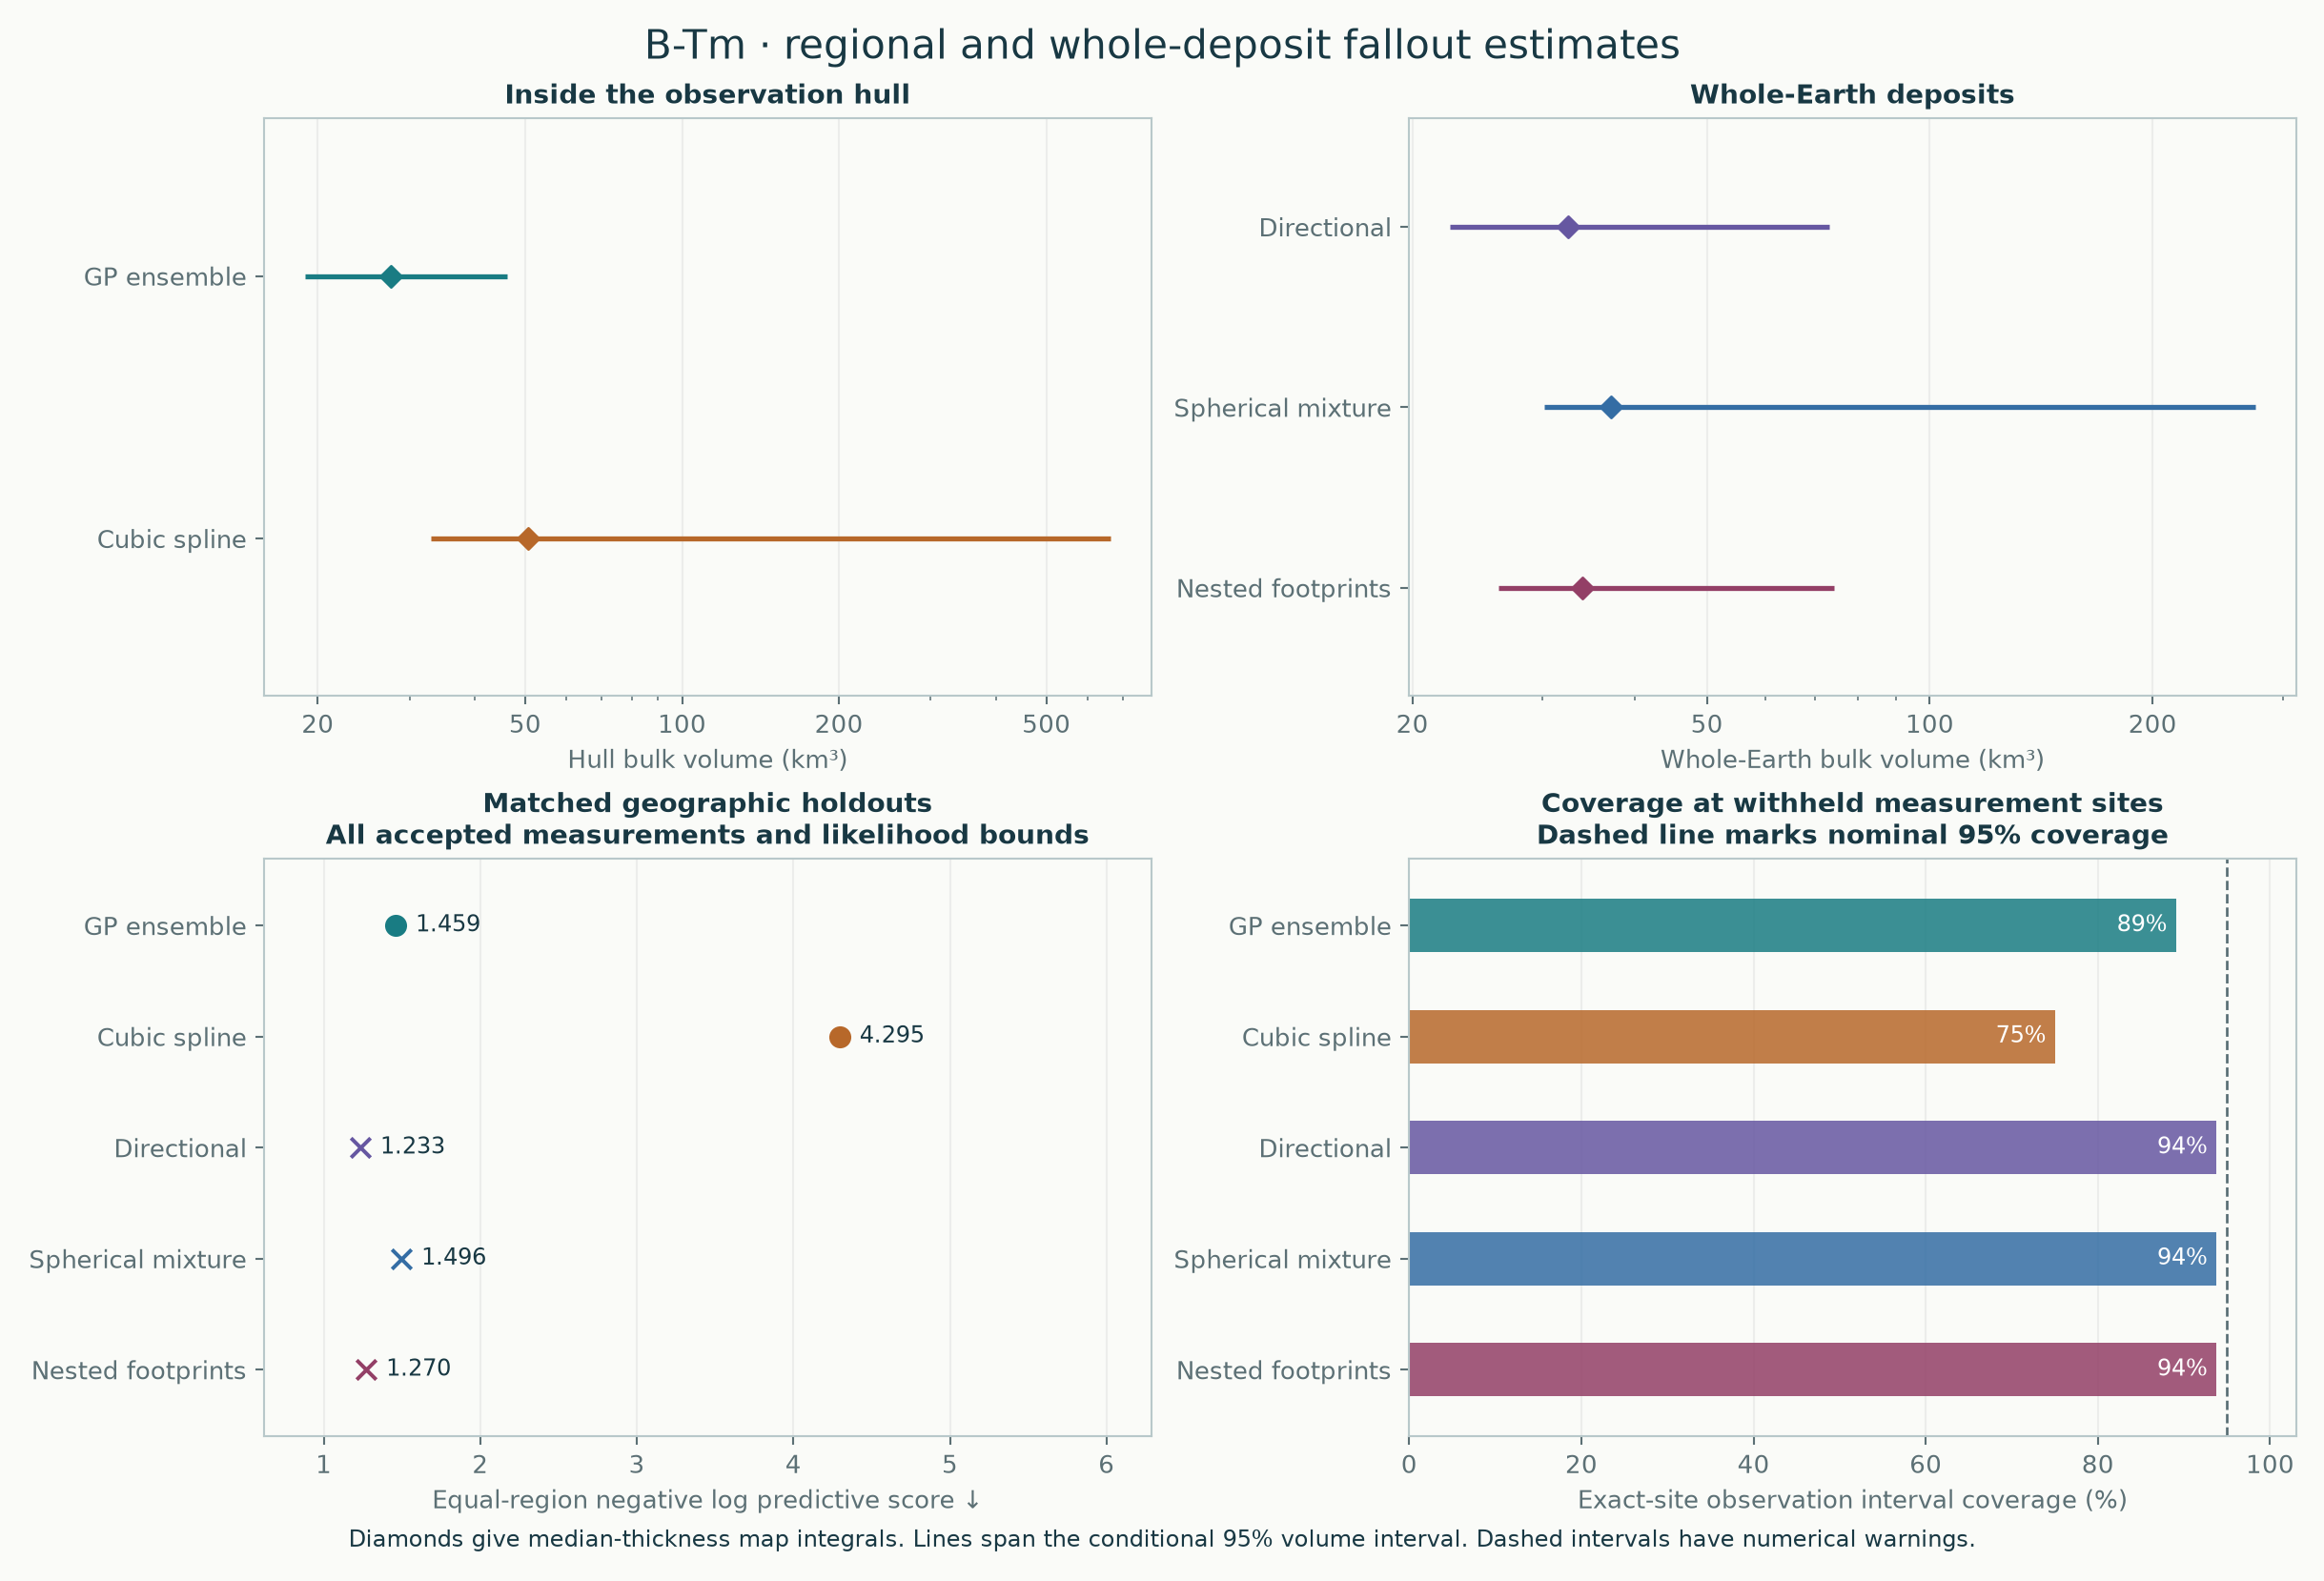 B-Tm · regional and whole-deposit fallout estimates
Inside the observation hull
GP ensemble
Cubic spline
20 50 100 200 500
Hull bulk volume (km³)
Whole-Earth deposits
Directional
Spherical mixture
Nested footprints
20 50 100 200
Whole-Earth bulk volume (km³)
Matched geographic holdouts
All accepted measurements and likelihood bounds
GP ensemble 1.459
Cubic spline 4.295
Directional 1.233
Spherical mixture 1.496
Nested footprints 1.270
1 2 3 4 5 6
Equal-region negative log predictive score ↓
Coverage at withheld measurement sites
Dashed line marks nominal 95% coverage
GP ensemble 89%
Cubic spline 75%
Directional 94%
Spherical mixture 94%
Nested footprints 94%
0 20 40 60 80 100
Exact-site observation interval coverage (%)
Diamonds give median-thickness map integrals. Lines span the conditional 95% volume interval. Dashed intervals have numerical warnings.